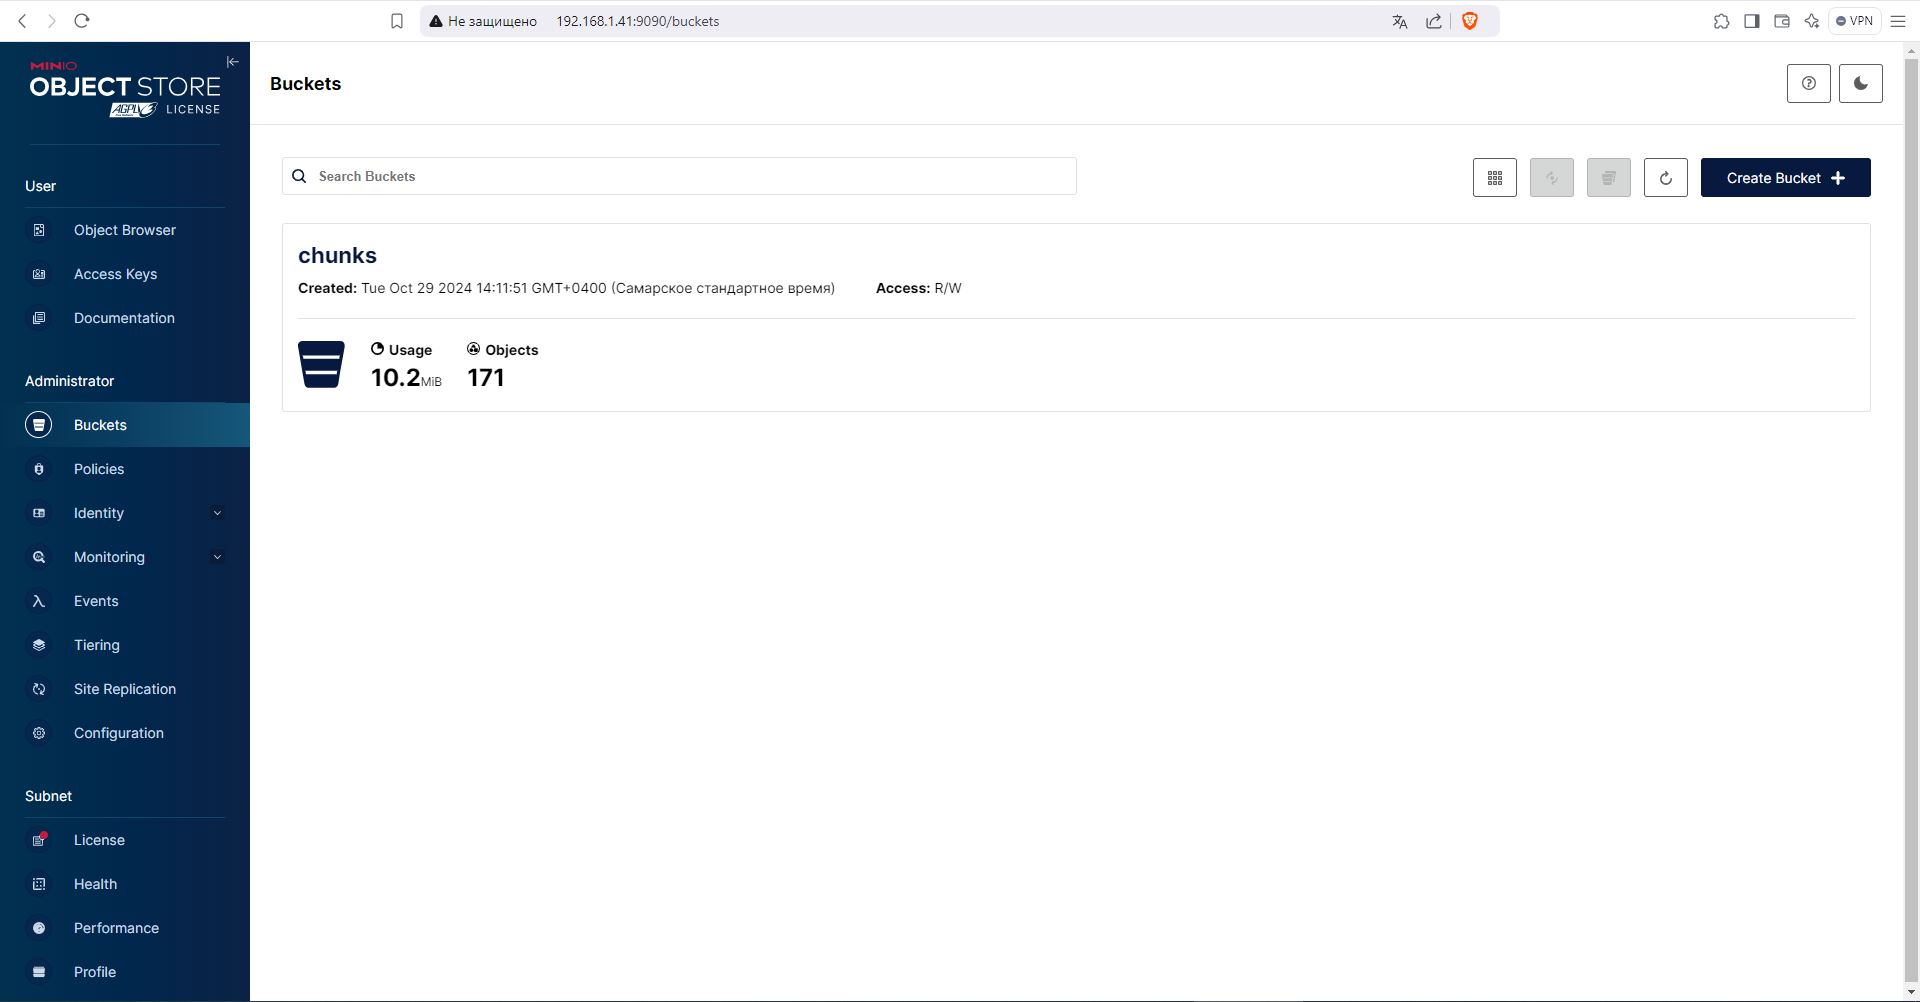 Не защищено 192.168.1.41:9090/buckets
VPN
MINIO
OBJECT STORE
AGPL v3 LICENSE
User
Object Browser
Access Keys
Documentation
Administrator
Buckets
Policies
Identity
Monitoring
Events
Tiering
Site Replication
Configuration
Subnet
License
Health
Performance
Profile
Buckets
Search Buckets
Create Bucket
chunks
Created: Tue Oct 29 2024 14:11:51 GMT+0400 (Самарское стандартное время) Access: R/W
Usage Objects
10.2MiB 171